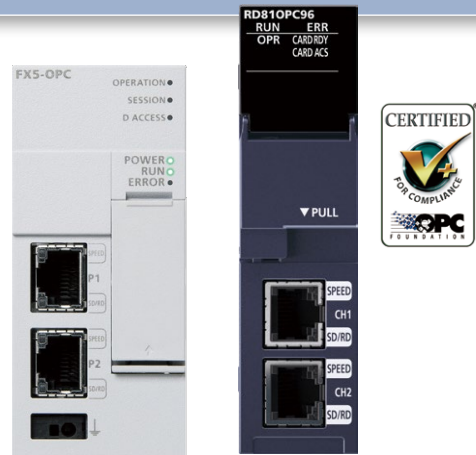 FX5-OPC
OPERATION
SESSION
D ACCESS
POWER
RUN
ERROR
SPEED
P1
SD/RD
SPEED
P2
SD/RD
RD81OPC96
RUN ERR
OPR CARD RDY
CARD ACS
▼ PULL
SPEED
CH1
SD/RD
SPEED
CH2
SD/RD
CERTIFIED
V+
FOR COMPLIANCE
OPC
FOUNDATION